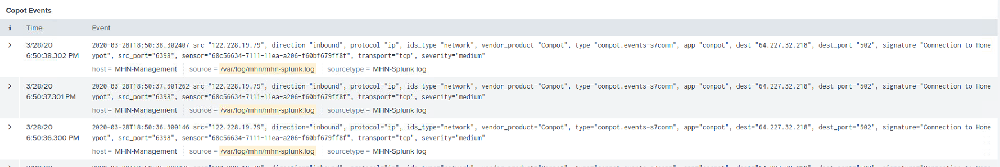 Copot Events
i Time Event
3/28/20 2020-03-28T18:50:38.302407 src="122.228.19.79", direction="inbound", protocol="ip", ids_type="network", vendor_product="Conpot", type="conpot.events-s7comm", app="conpot", dest="64.227.32.218", dest_port="502", signature="Connection to Hone
6:50:38.302 PM ypot", src_port="6398", sensor="68c56634-7111-11ea-a206-f60bf679ff8f", transport="tcp", severity="medium"
host = MHN-Management source = /var/log/mhn/mhn-splunk.log sourcetype = MHN-Splunk log
3/28/20 2020-03-28T18:50:37.301262 src="122.228.19.79", direction="inbound", protocol="ip", ids_type="network", vendor_product="Conpot", type="conpot.events-s7comm", app="conpot", dest="64.227.32.218", dest_port="502", signature="Connection to Hone
6:50:37.301 PM ypot", src_port="6398", sensor="68c56634-7111-11ea-a206-f60bf679ff8f", transport="tcp", severity="medium"
host = MHN-Management source = /var/log/mhn/mhn-splunk.log sourcetype = MHN-Splunk log
3/28/20 2020-03-28T18:50:36.300146 src="122.228.19.79", direction="inbound", protocol="ip", ids_type="network", vendor_product="Conpot", type="conpot.events-s7comm", app="conpot", dest="64.227.32.218", dest_port="502", signature="Connection to Hone
6:50:36.300 PM ypot", src_port="6398", sensor="68c56634-7111-11ea-a206-f60bf679ff8f", transport="tcp", severity="medium"
host = MHN-Management source = /var/log/mhn/mhn-splunk.log sourcetype = MHN-Splunk log